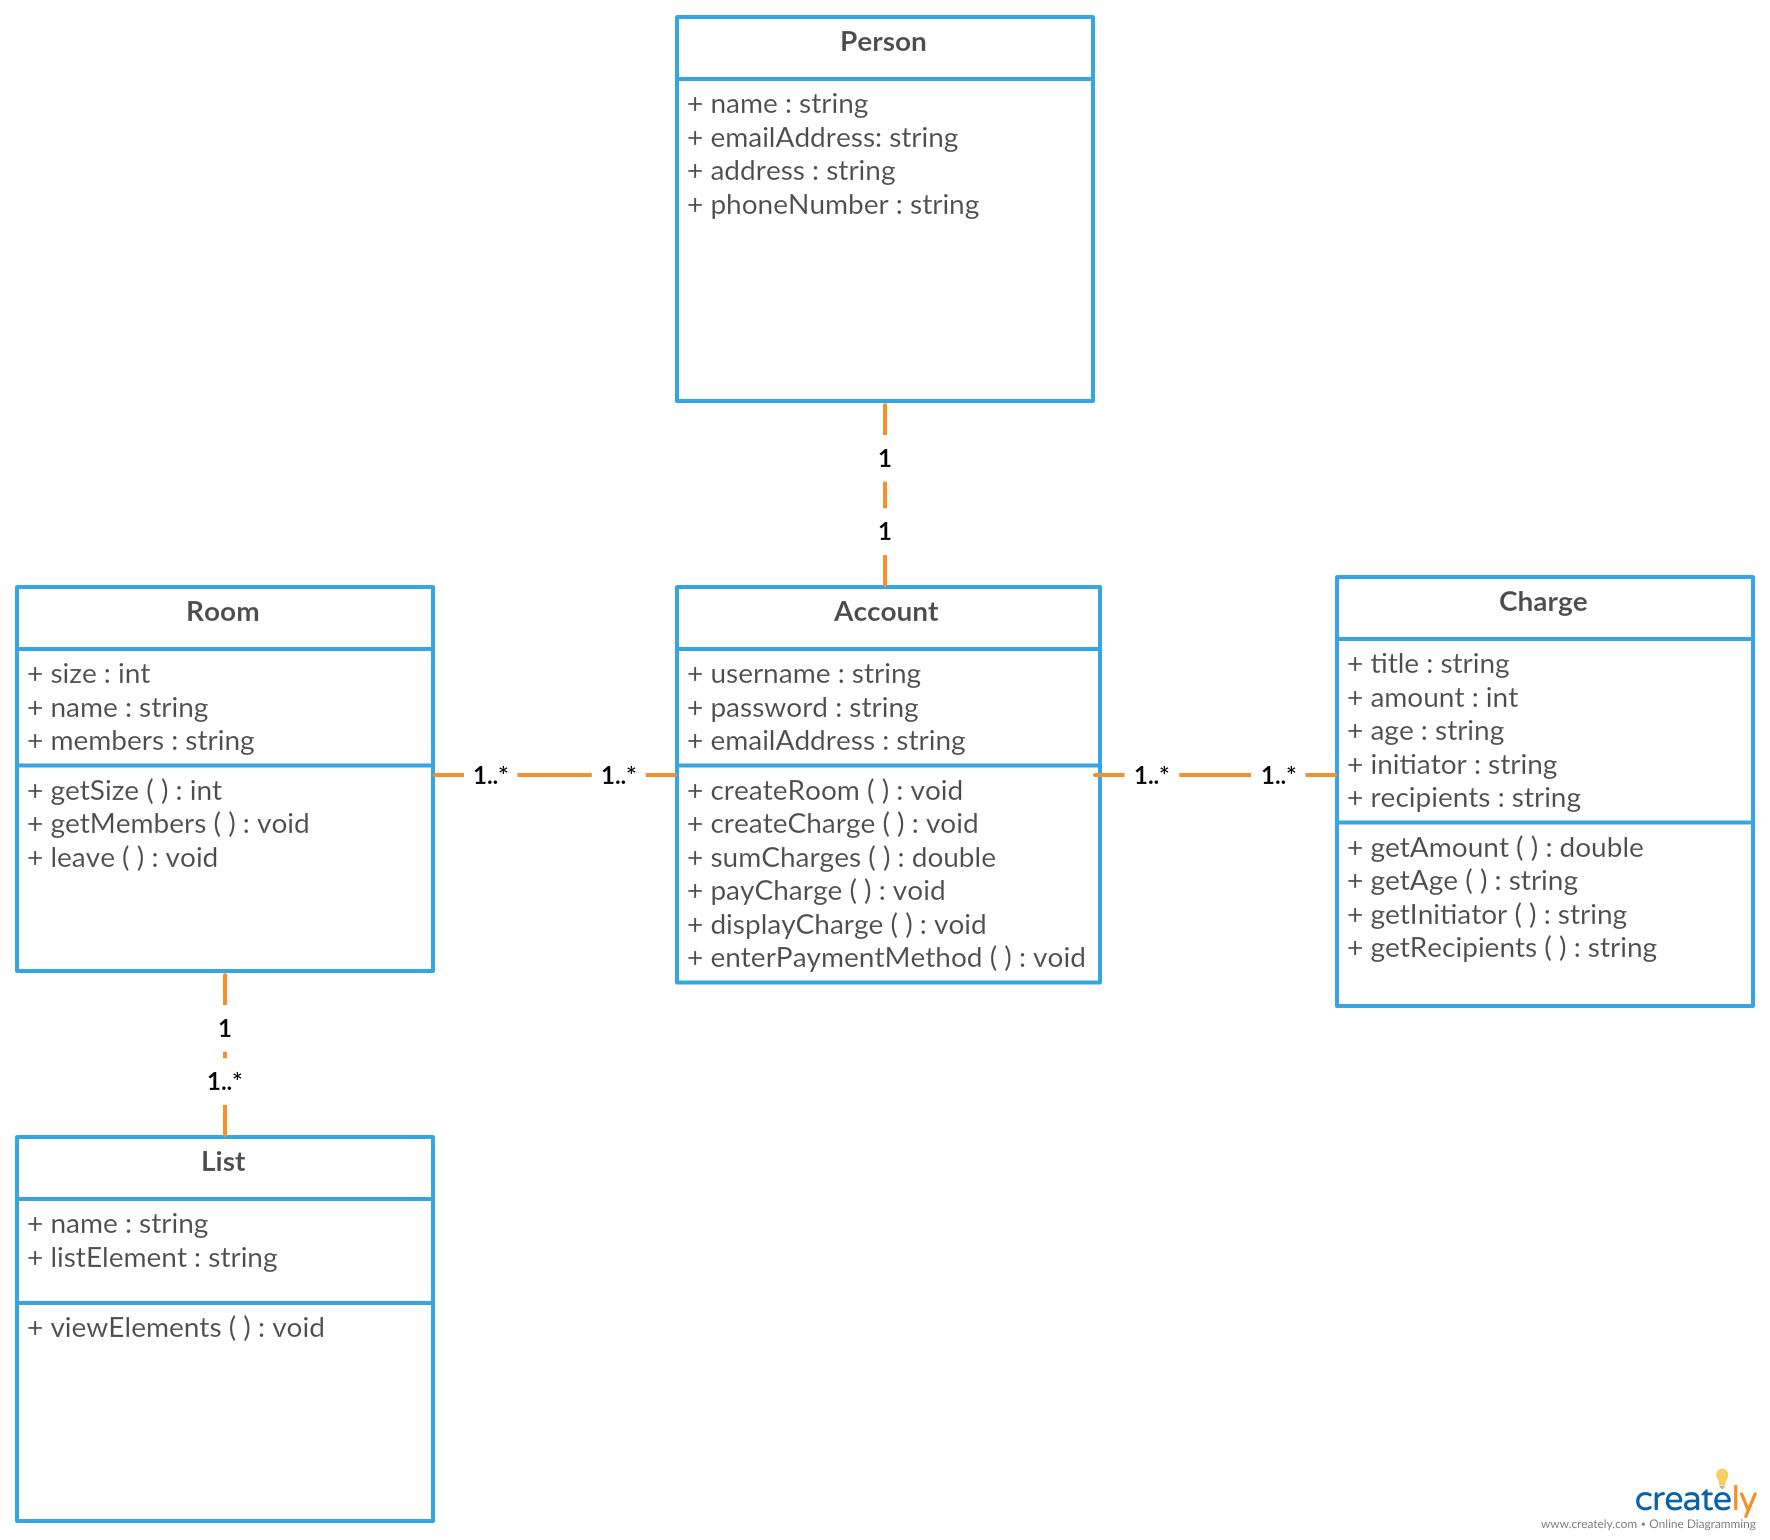 Person
+ name : string
+ emailAddress: string
+ address : string
+ phoneNumber : string
1
1
Room
+ size : int
+ name : string
+ members : string
+ getSize ( ) : int
+ getMembers ( ) : void
+ leave ( ) : void
1..*
1..*
Account
+ username : string
+ password : string
+ emailAddress : string
+ createRoom ( ) : void
+ createCharge ( ) : void
+ sumCharges ( ) : double
+ payCharge ( ) : void
+ displayCharge ( ) : void
+ enterPaymentMethod ( ) : void
1..*
1..*
Charge
+ title : string
+ amount : int
+ age : string
+ initiator : string
+ recipients : string
+ getAmount ( ) : double
+ getAge ( ) : string
+ getInitiator ( ) : string
+ getRecipients ( ) : string
1
1..*
List
+ name : string
+ listElement : string
+ viewElements ( ) : void
creately
www.creately.com • Online Diagramming